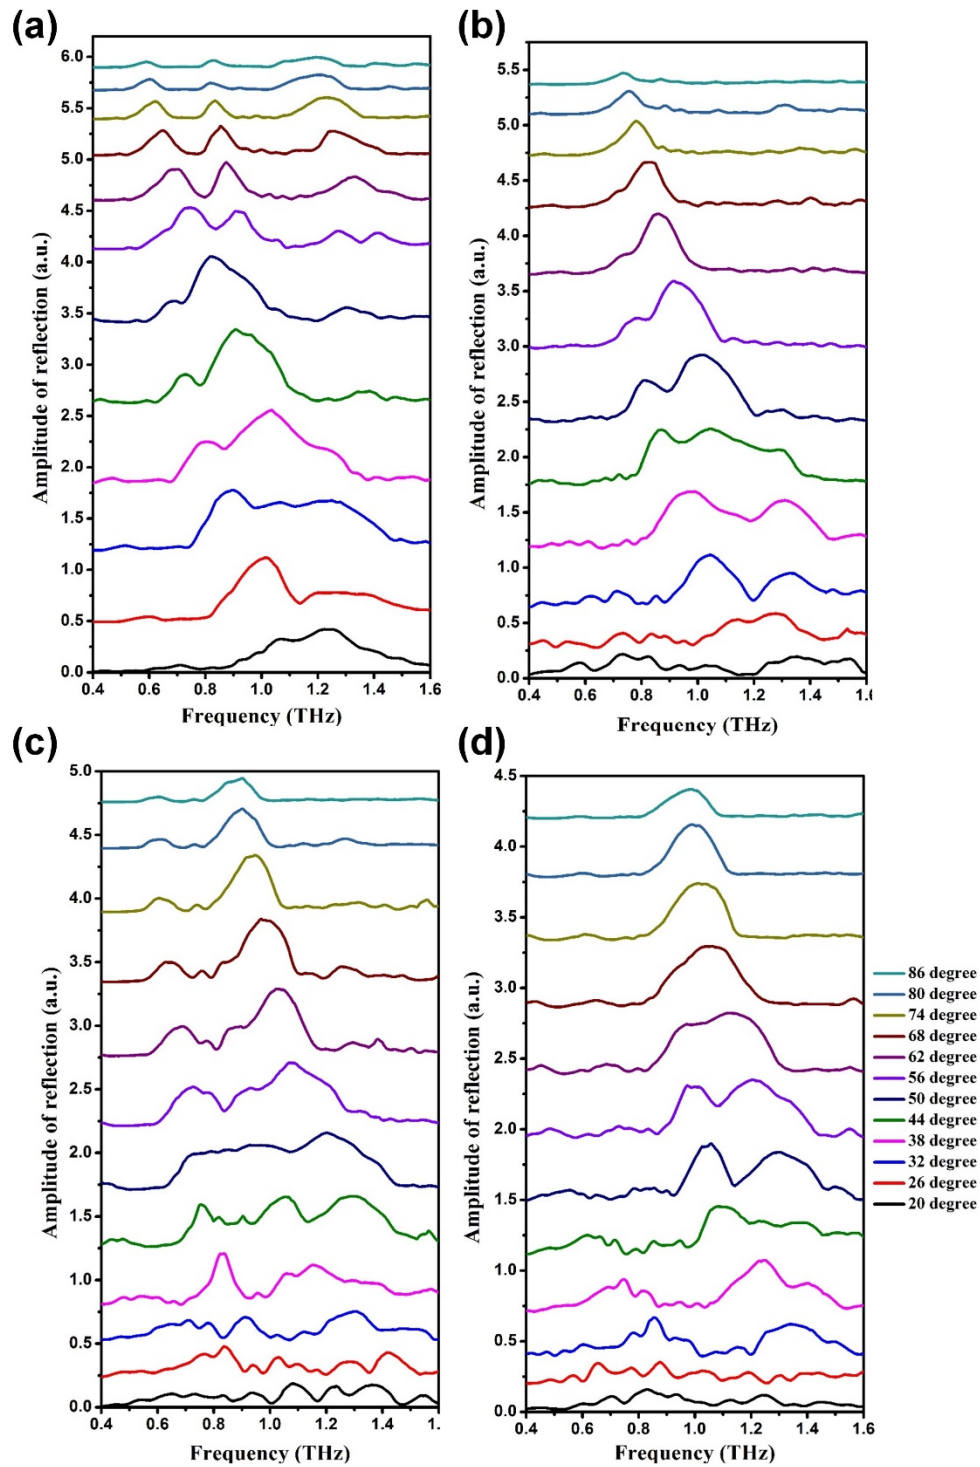 (a)
Amplitude of reflection (a.u.)
6.0
5.5
5.0
4.5
4.0
3.5
3.0
2.5
2.0
1.5
1.0
0.5
0.0
0.4 0.6 0.8 1.0 1.2 1.4 1.6
Frequency (THz)
(b)
Amplitude of reflection (a.u.)
5.5
5.0
4.5
4.0
3.5
3.0
2.5
2.0
1.5
1.0
0.5
0.0
0.4 0.6 0.8 1.0 1.2 1.4 1.6
Frequency (THz)
(c)
Amplitude of reflection (a.u.)
5.0
4.5
4.0
3.5
3.0
2.5
2.0
1.5
1.0
0.5
0.0
0.4 0.6 0.8 1.0 1.2 1.4 1.
Frequency (THz)
(d)
Amplitude of reflection (a.u.)
4.5
4.0
3.5
3.0
2.5
2.0
1.5
1.0
0.5
0.0
0.4 0.6 0.8 1.0 1.2 1.4 1.6
Frequency (THz)
86 degree
80 degree
74 degree
68 degree
62 degree
56 degree
50 degree
44 degree
38 degree
32 degree
26 degree
20 degree